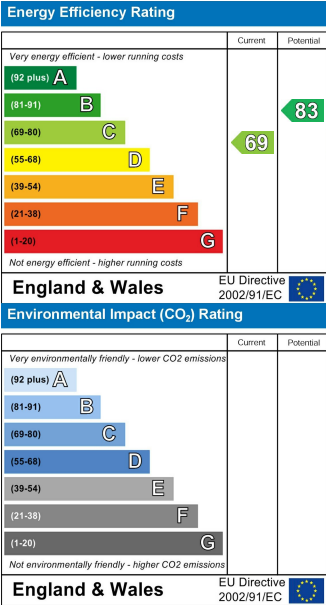 Energy Efficiency Rating
Current Potential
Very energy efficient - lower running costs
(92 plus) A
(81-91) B
83
(69-80) C
69
(55-68) D
(39-54) E
(21-38) F
(1-20) G
Not energy efficient - higher running costs
England & Wales
EU Directive
2002/91/EC
Environmental Impact (CO₂) Rating
Current Potential
Very environmentally friendly - lower CO2 emissions
(92 plus) A
(81-91) B
(69-80) C
(55-68) D
(39-54) E
(21-38) F
(1-20) G
Not environmentally friendly - higher CO2 emissions
England & Wales
EU Directive
2002/91/EC